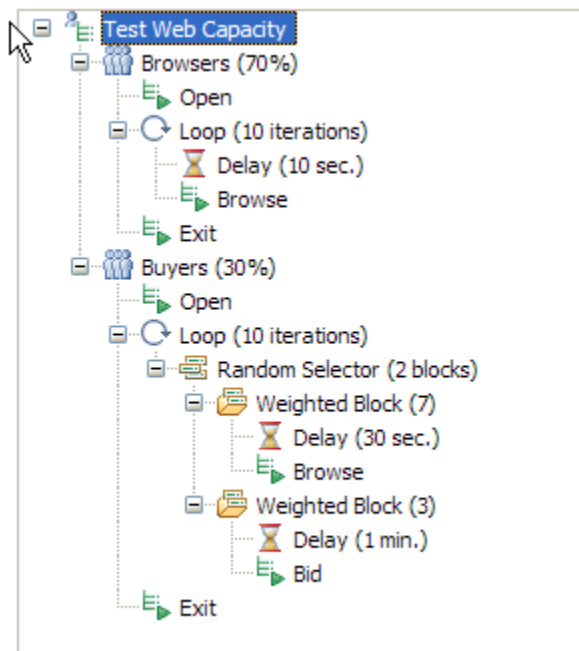 Test Web Capacity
Browsers (70%)
Open
Loop (10 iterations)
Delay (10 sec.)
Browse
Exit
Buyers (30%)
Open
Loop (10 iterations)
Random Selector (2 blocks)
Weighted Block (7)
Delay (30 sec.)
Browse
Weighted Block (3)
Delay (1 min.)
Bid
Exit